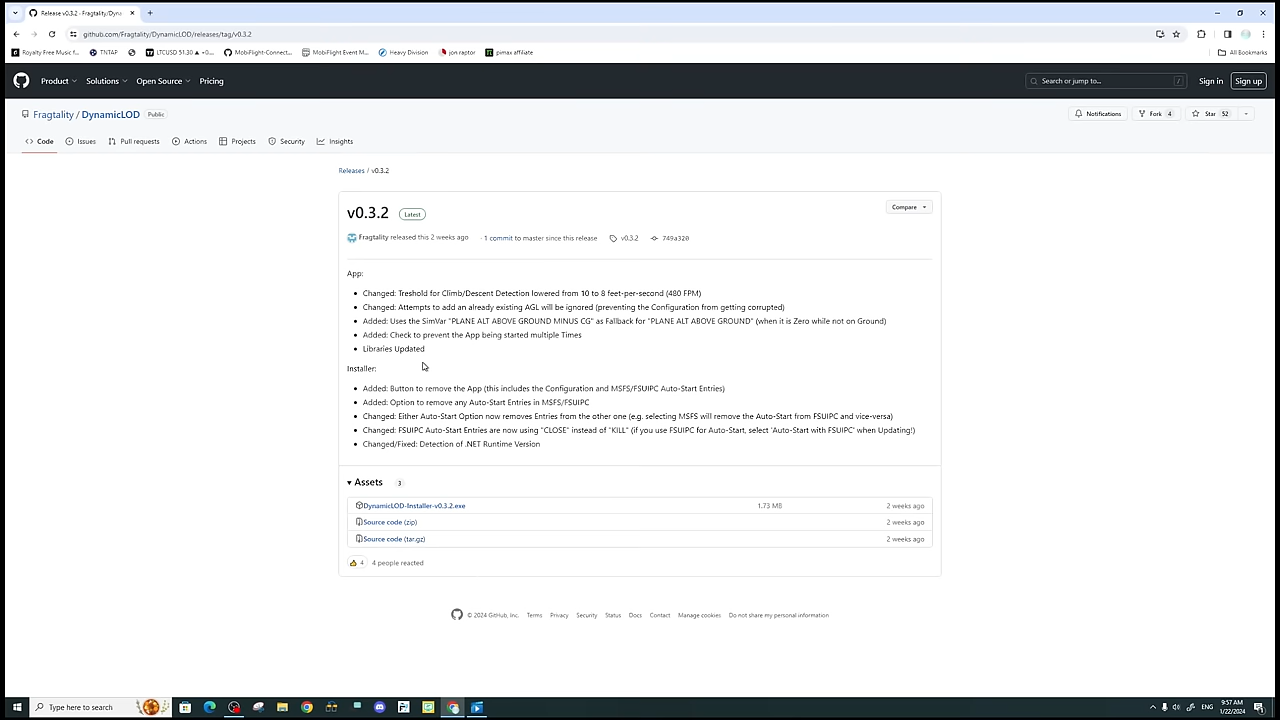 Release v0.3.2 · Fragtality/Dyna
github.com/Fragtality/DynamicLOD/releases/tag/v0.3.2
Royalty Free Music f...
TNTAP
LTCUSD 51.30 ▲ +0...
MobiFlight-Connect...
MobiFlight Event M...
Heavy Division
jon raptor
pimax affiliate
All Bookmarks
Product
Solutions
Open Source
Pricing
Search or jump to...
/
Sign in
Sign up
Fragtality / DynamicLOD
Public
Notifications
Fork 4
Star 52
Code
Issues
Pull requests
Actions
Projects
Security
Insights
Releases / v0.3.2
v0.3.2
Latest
Compare
Fragtality released this 2 weeks ago
· 1 commit to master since this release
v0.3.2
749a320
App:
• Changed: Treshold for Climb/Descent Detection lowered from 10 to 8 feet-per-second (480 FPM)
• Changed: Attempts to add an already existing AGL will be ignored (preventing the Configuration from getting corrupted)
• Added: Uses the SimVar "PLANE ALT ABOVE GROUND MINUS CG" as Fallback for "PLANE ALT ABOVE GROUND" (when it is Zero while not on Ground)
• Added: Check to prevent the App being started multiple Times
• Libraries Updated
Installer:
• Added: Button to remove the App (this includes the Configuration and MSFS/FSUIPC Auto-Start Entries)
• Added: Option to remove any Auto-Start Entries in MSFS/FSUIPC
• Changed: Either Auto-Start Option now removes Entries from the other one (e.g. selecting MSFS will remove the Auto-Start from FSUIPC and vice-versa)
• Changed: FSUIPC Auto-Start Entries are now using "CLOSE" instead of "KILL" (if you use FSUIPC for Auto-Start, select 'Auto-Start with FSUIPC' when Updating!)
• Changed/Fixed: Detection of .NET Runtime Version
Assets 3
DynamicLOD-Installer-v0.3.2.exe 1.73 MB 2 weeks ago
Source code (zip) 2 weeks ago
Source code (tar.gz) 2 weeks ago
4 4 people reacted
© 2024 GitHub, Inc. Terms Privacy Security Status Docs Contact Manage cookies Do not share my personal information
Type here to search
ENG
9:57 AM
1/22/2024